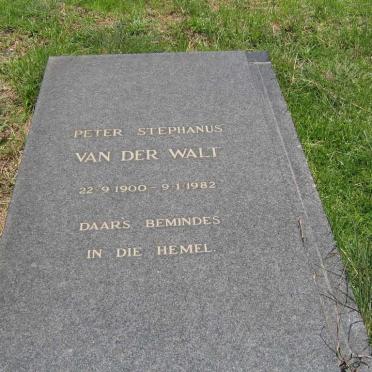 PETER STEPHANUS
VAN DER WALT
22·9·1900 - 9·1·1982
DAAR'S BEMINDES
IN DIE HEMEL.